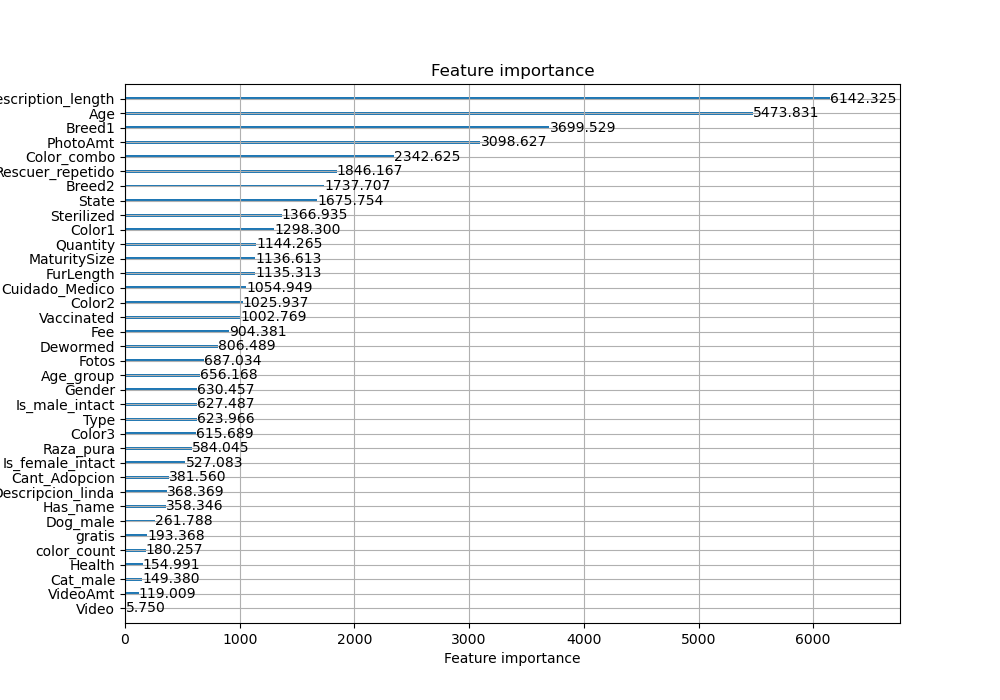 Feature importance
escription_length 6142.325
Age 5473.831
Breed1 3699.529
PhotoAmt 3098.627
Color_combo 2342.625
Rescuer_repetido 1846.167
Breed2 1737.707
State 1675.754
Sterilized 1366.935
Color1 1298.300
Quantity 1144.265
MaturitySize 1136.613
FurLength 1135.313
Cuidado_Medico 1054.949
Color2 1025.937
Vaccinated 1002.769
Fee 904.381
Dewormed 806.489
Fotos 687.034
Age_group 656.168
Gender 630.457
Is_male_intact 627.487
Type 623.966
Color3 615.689
Raza_pura 584.045
Is_female_intact 527.083
Cant_Adopcion 381.560
Descripcion_linda 368.369
Has_name 358.346
Dog_male 261.788
gratis 193.368
color_count 180.257
Health 154.991
Cat_male 149.380
VideoAmt 119.009
Video 5.750
0 1000 2000 3000 4000 5000 6000
Feature importance